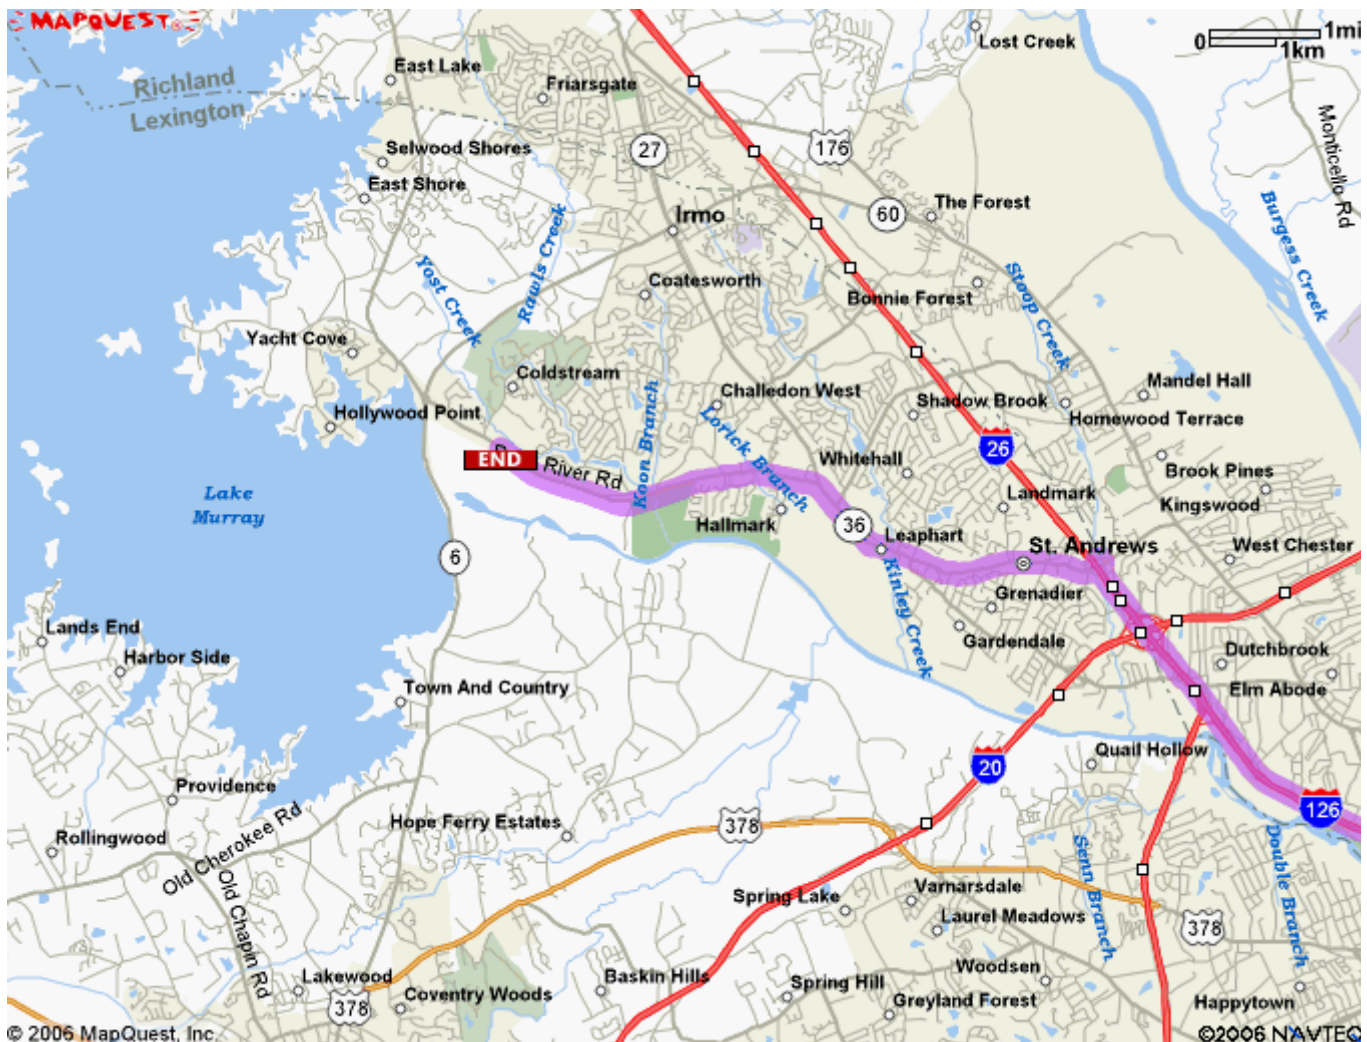 MAPQUEST
0 1mi
1km
Lost Creek
East Lake
Richland
Lexington
Friarsgate
Monticello Rd
27
176
Selwood Shores
East Shore
The Forest
60
Irmo
Rawls Creek
Burgess Creek
Yost Creek
Stoop Creek
Coatesworth
Bonnie Forest
Yacht Cove
Coldstream
Challedon West
Mandel Hall
Shadow Brook
Homewood Terrace
Hollywood Point
Koon Branch
Lorick Branch
26
END
River Rd
Whitehall
Brook Pines
Kingswood
Landmark
Lake
Murray
Hallmark
36
Leaphart
St. Andrews
West Chester
6
Kinley Creek
Grenadier
Gardendale
Lands End
Harbor Side
Dutchbrook
Elm Abode
Town And Country
Quail Hollow
20
Providence
126
Rollingwood
Old Cherokee Rd
Hope Ferry Estates
378
Senn Branch
Double Branch
Old Chapin Rd
Spring Lake
Varnarsdale
Laurel Meadows
378
Lakewood
378
Coventry Woods
Baskin Hills
Spring Hill
Woodsen
Greyland Forest
Happytown
© 2006 MapQuest, Inc.
©2006 NAVTEQ